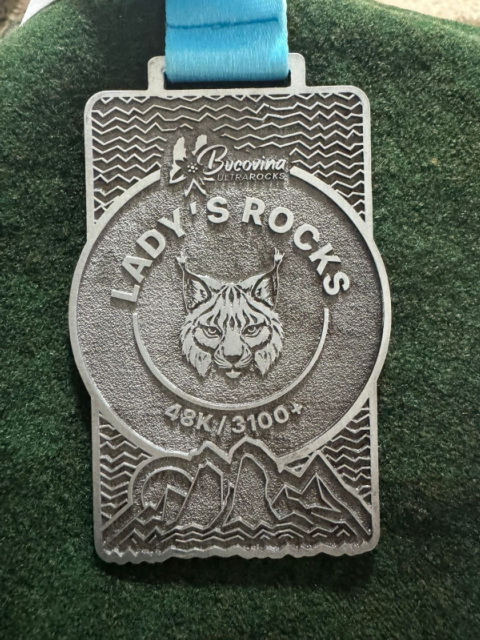 Bucovina
ULTRAROCKS
LADY'S ROCKS
48K / 3100+